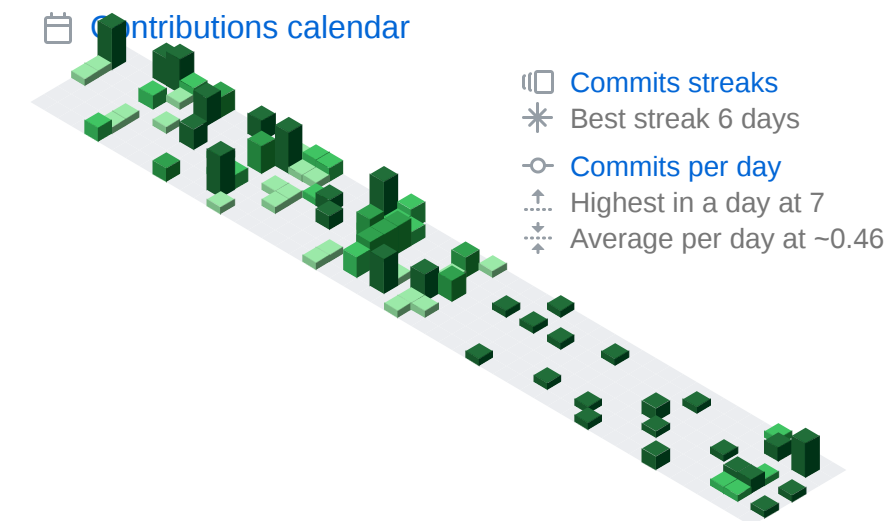 Contributions calendar
Commits streaks
Best streak 6 days
Commits per day
Highest in a day at 7
Average per day at ~0.46